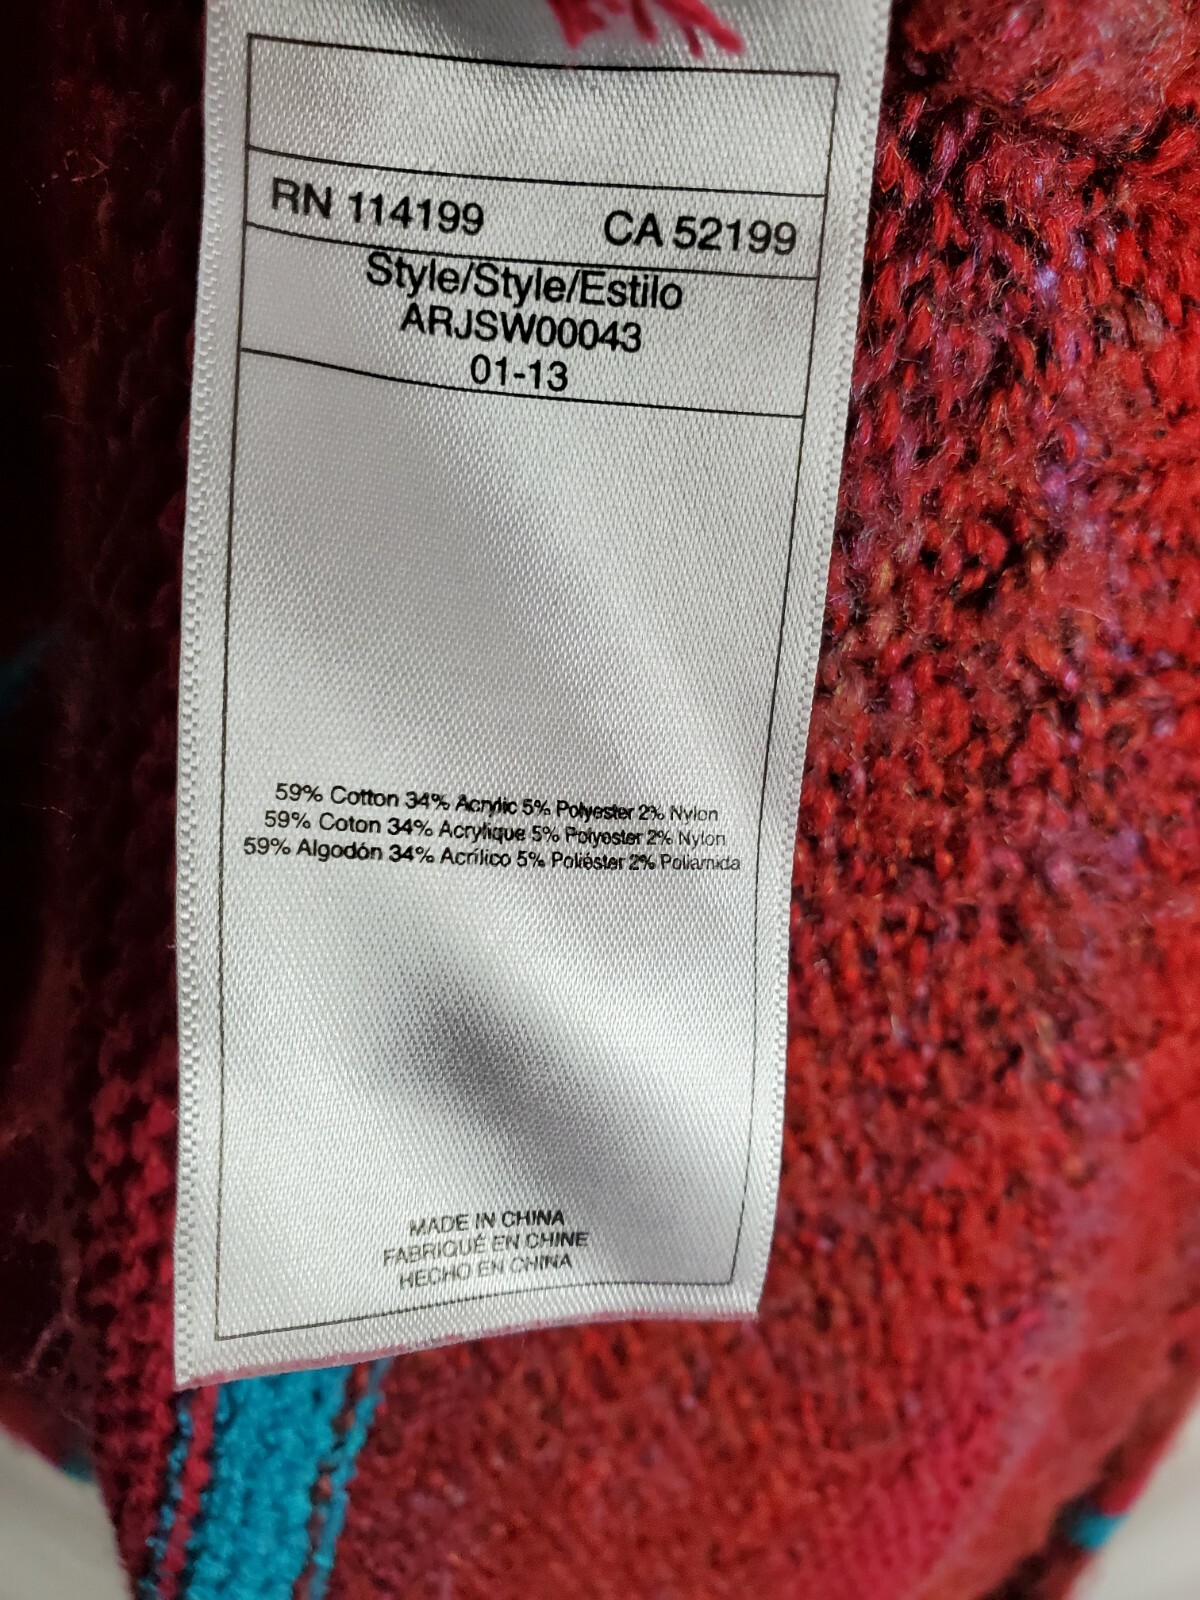 RN 114199 CA 52199
Style/Style/Estilo
ARJSW00043
01-13
59% Cotton 34% Acrylic 5% Polyester 2% Nylon
59% Coton 34% Acrylique 5% Polyester 2% Nylon
59% Algodón 34% Acrílico 5% Poliéster 2% Poliamida
MADE IN CHINA
FABRIQUÉ EN CHINE
HECHO EN CHINA